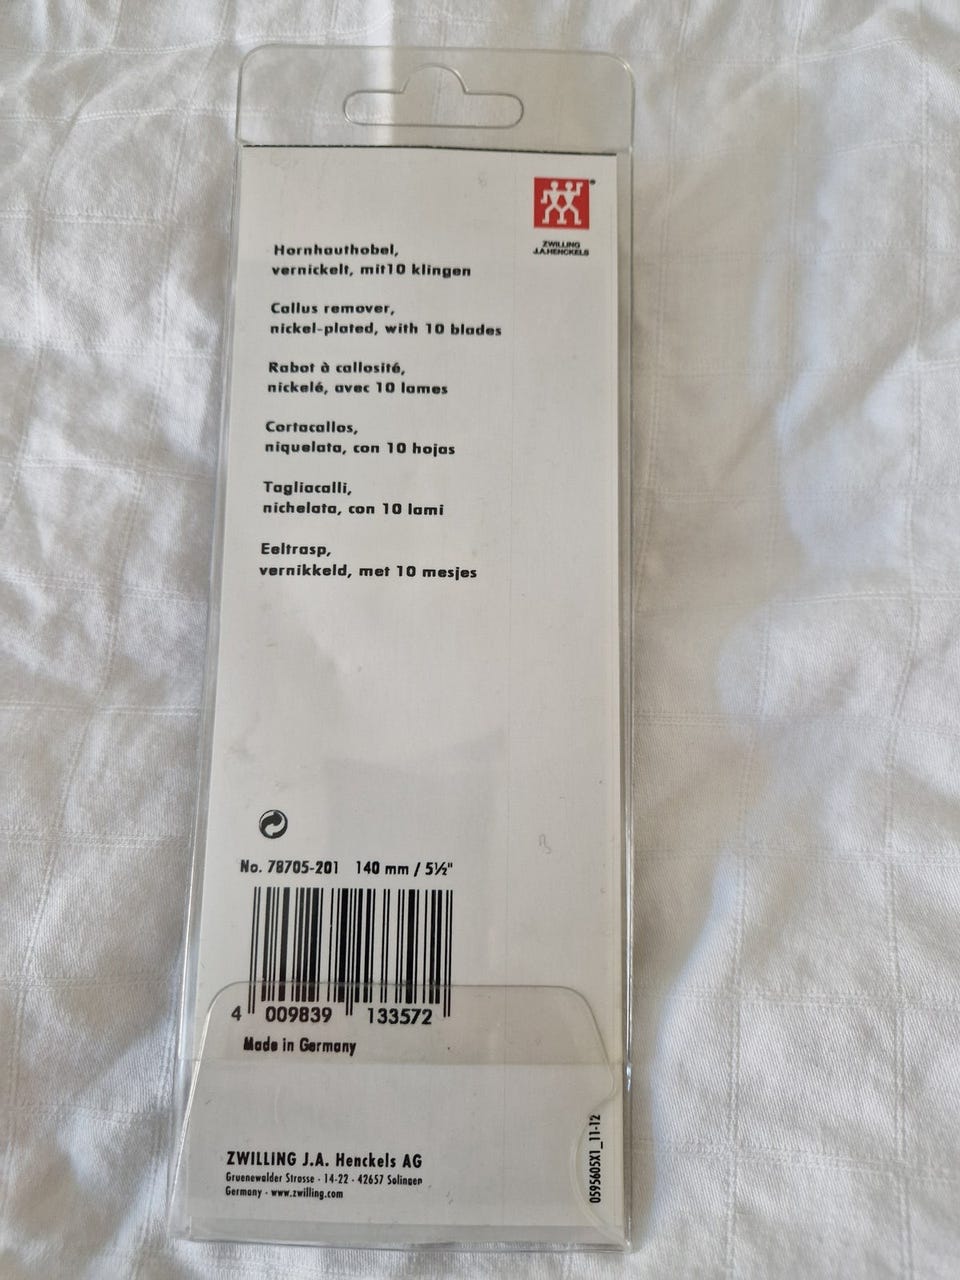 ZWILLING
J.A.HENCKELS
Hornhauthobel,
vernickelt, mit10 klingen
Callus remover,
nickel-plated, with 10 blades
Rabot à callosité,
nickelé, avec 10 lames
Cortacallos,
niquelata, con 10 hojas
Tagliacalli,
nichelata, con 10 lami
Eeltrasp,
vernikkeld, met 10 mesjes
No. 78705-201 140 mm / 5½"
4 009839 133572
Made in Germany
ZWILLING J.A. Henckels AG
Gruenewalder Strasse · 14-22 · 42657 Solingen
Germany · www.zwilling.com
0595605X1_11-12